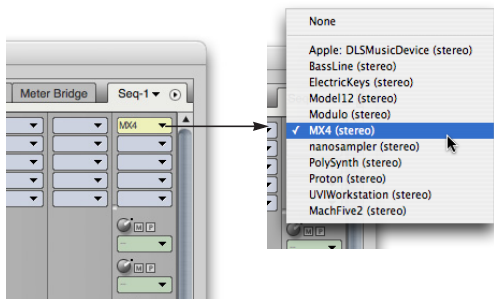 Meter Bridge
Seq-1
MX4
M P
M P
None
Apple: DLSMusicDevice (stereo)
BassLine (stereo)
ElectricKeys (stereo)
Model12 (stereo)
Modulo (stereo)
✓ MX4 (stereo)
nanosampler (stereo)
PolySynth (stereo)
Proton (stereo)
UVIWorkstation (stereo)
MachFive2 (stereo)
M P